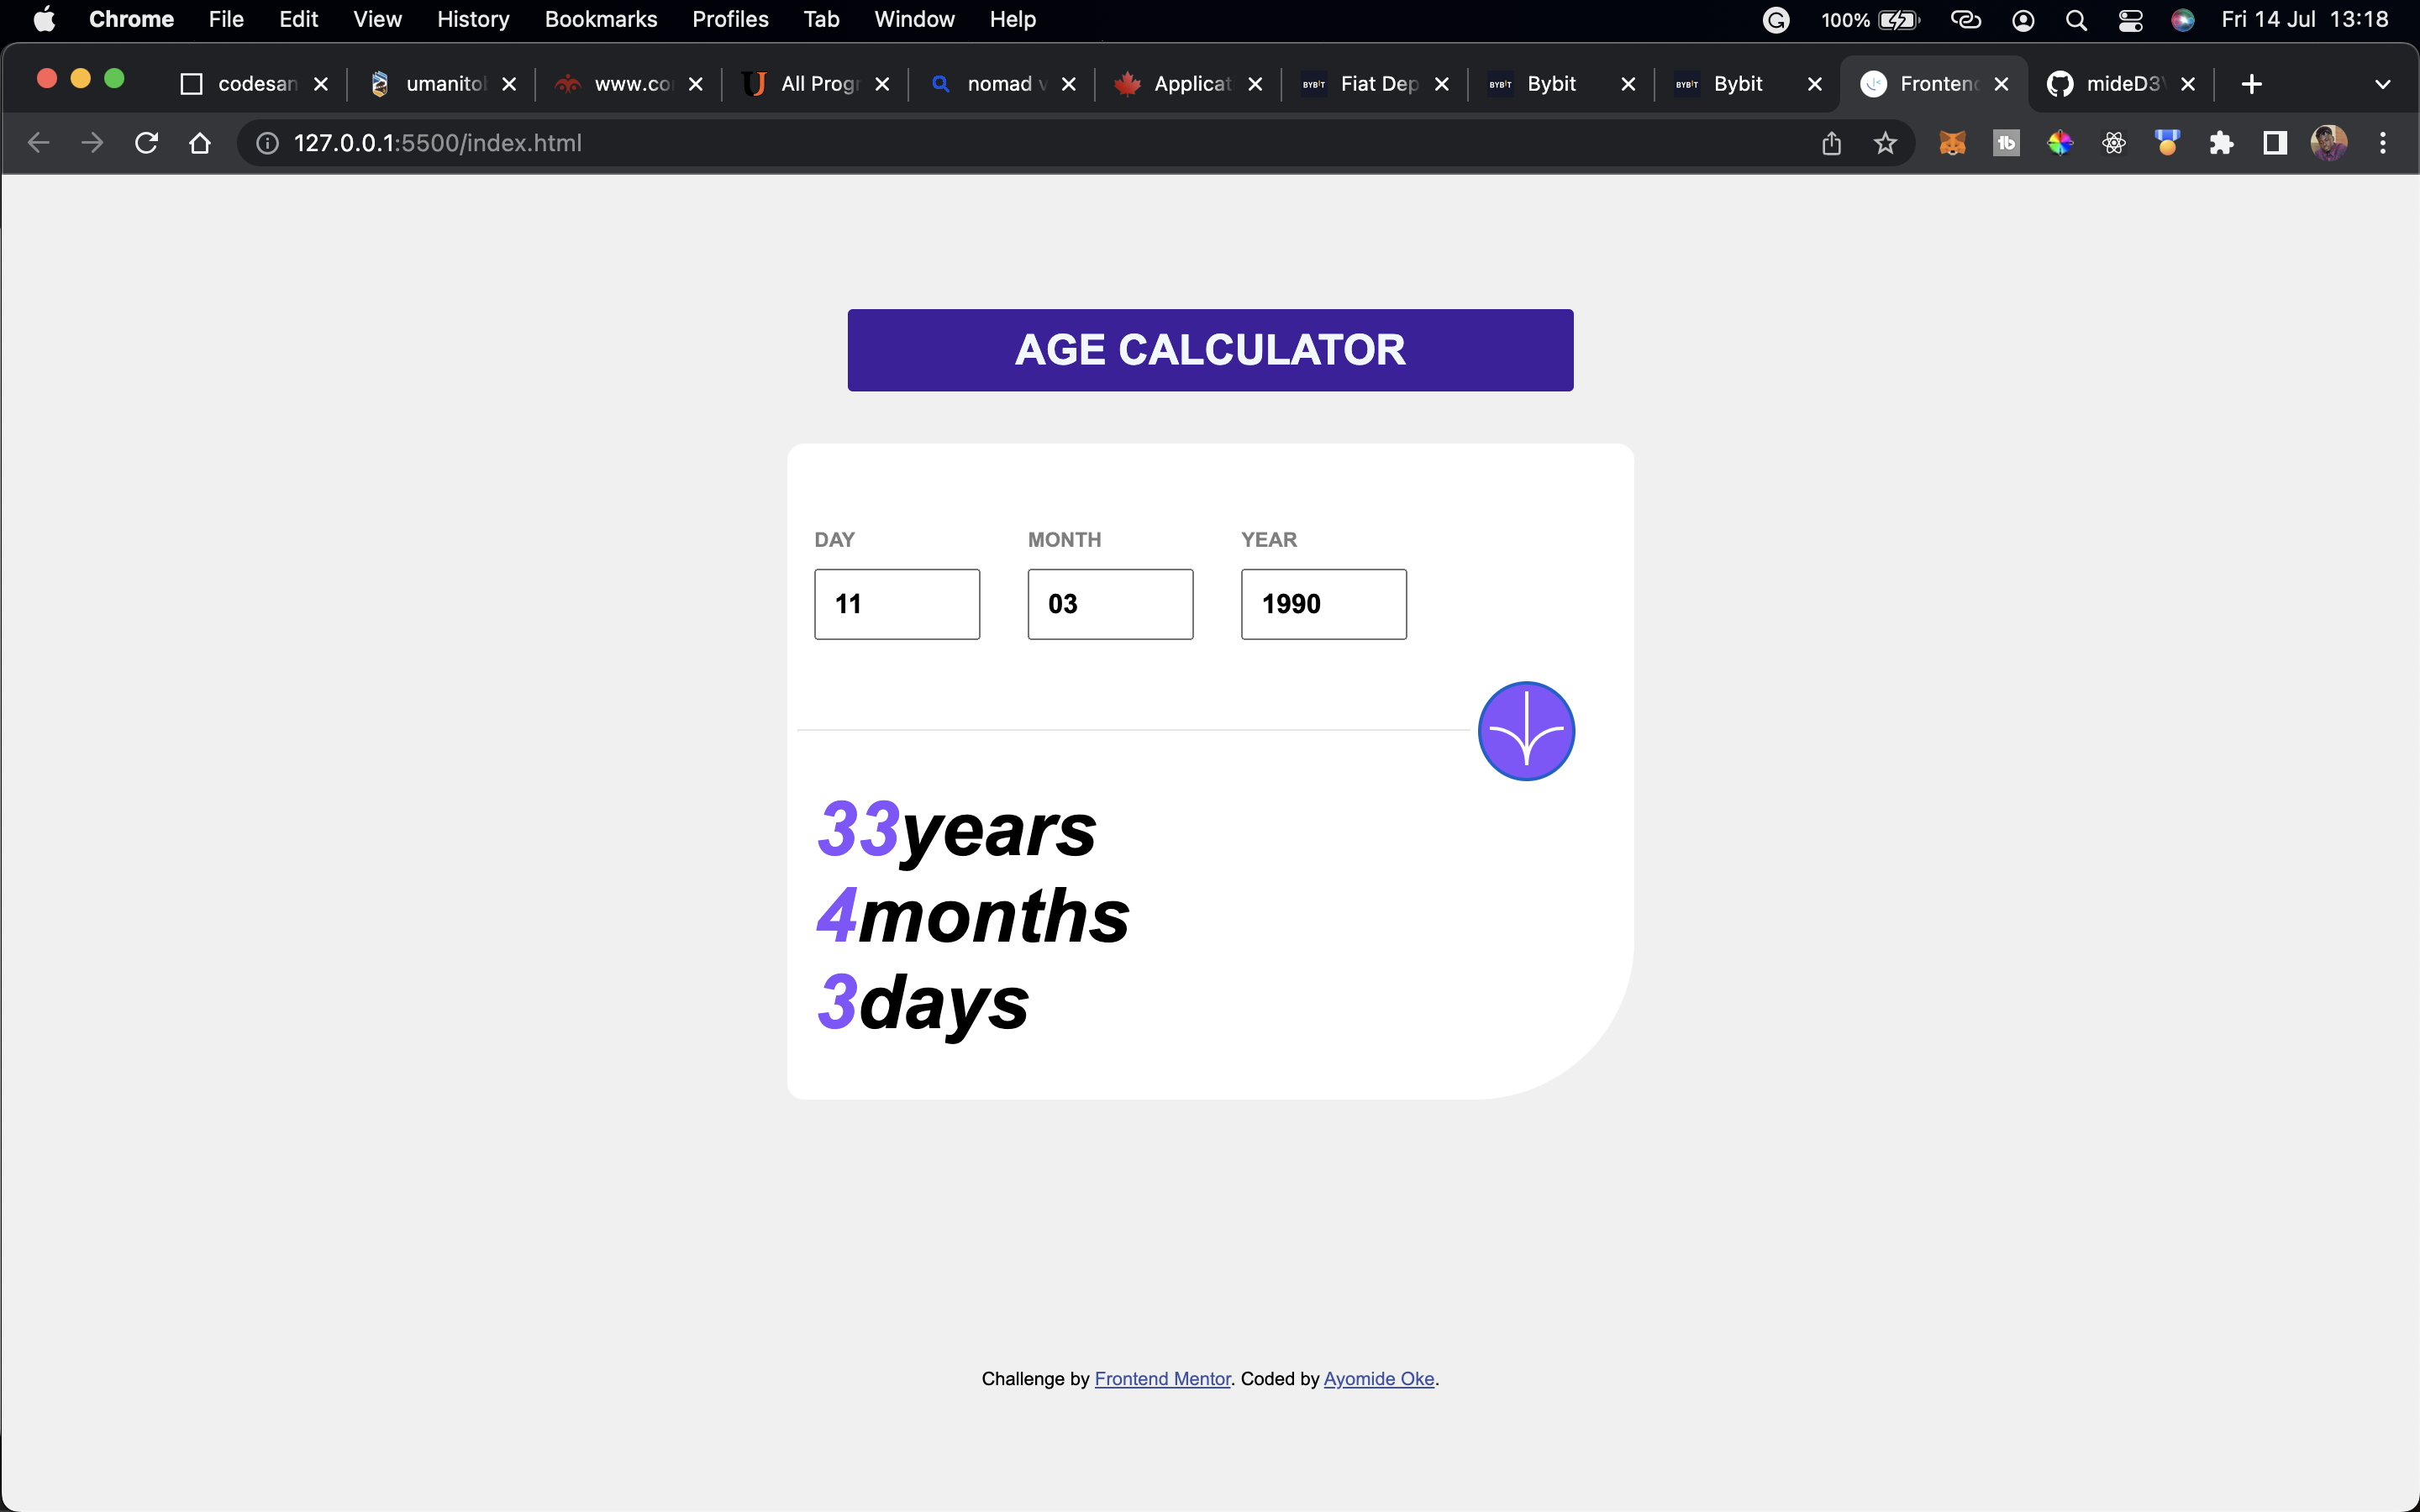 Chrome File Edit View History Bookmarks Profiles Tab Window Help 100% Fri 14 Jul 13:18
codesan umanitol www.co All Progr nomad v Applicat Fiat Dep Bybit Bybit Frontend mideD3
127.0.0.1:5500/index.html
AGE CALCULATOR
DAY MONTH YEAR
11 03 1990
33years
4months
3days
Challenge by Frontend Mentor. Coded by Ayomide Oke.